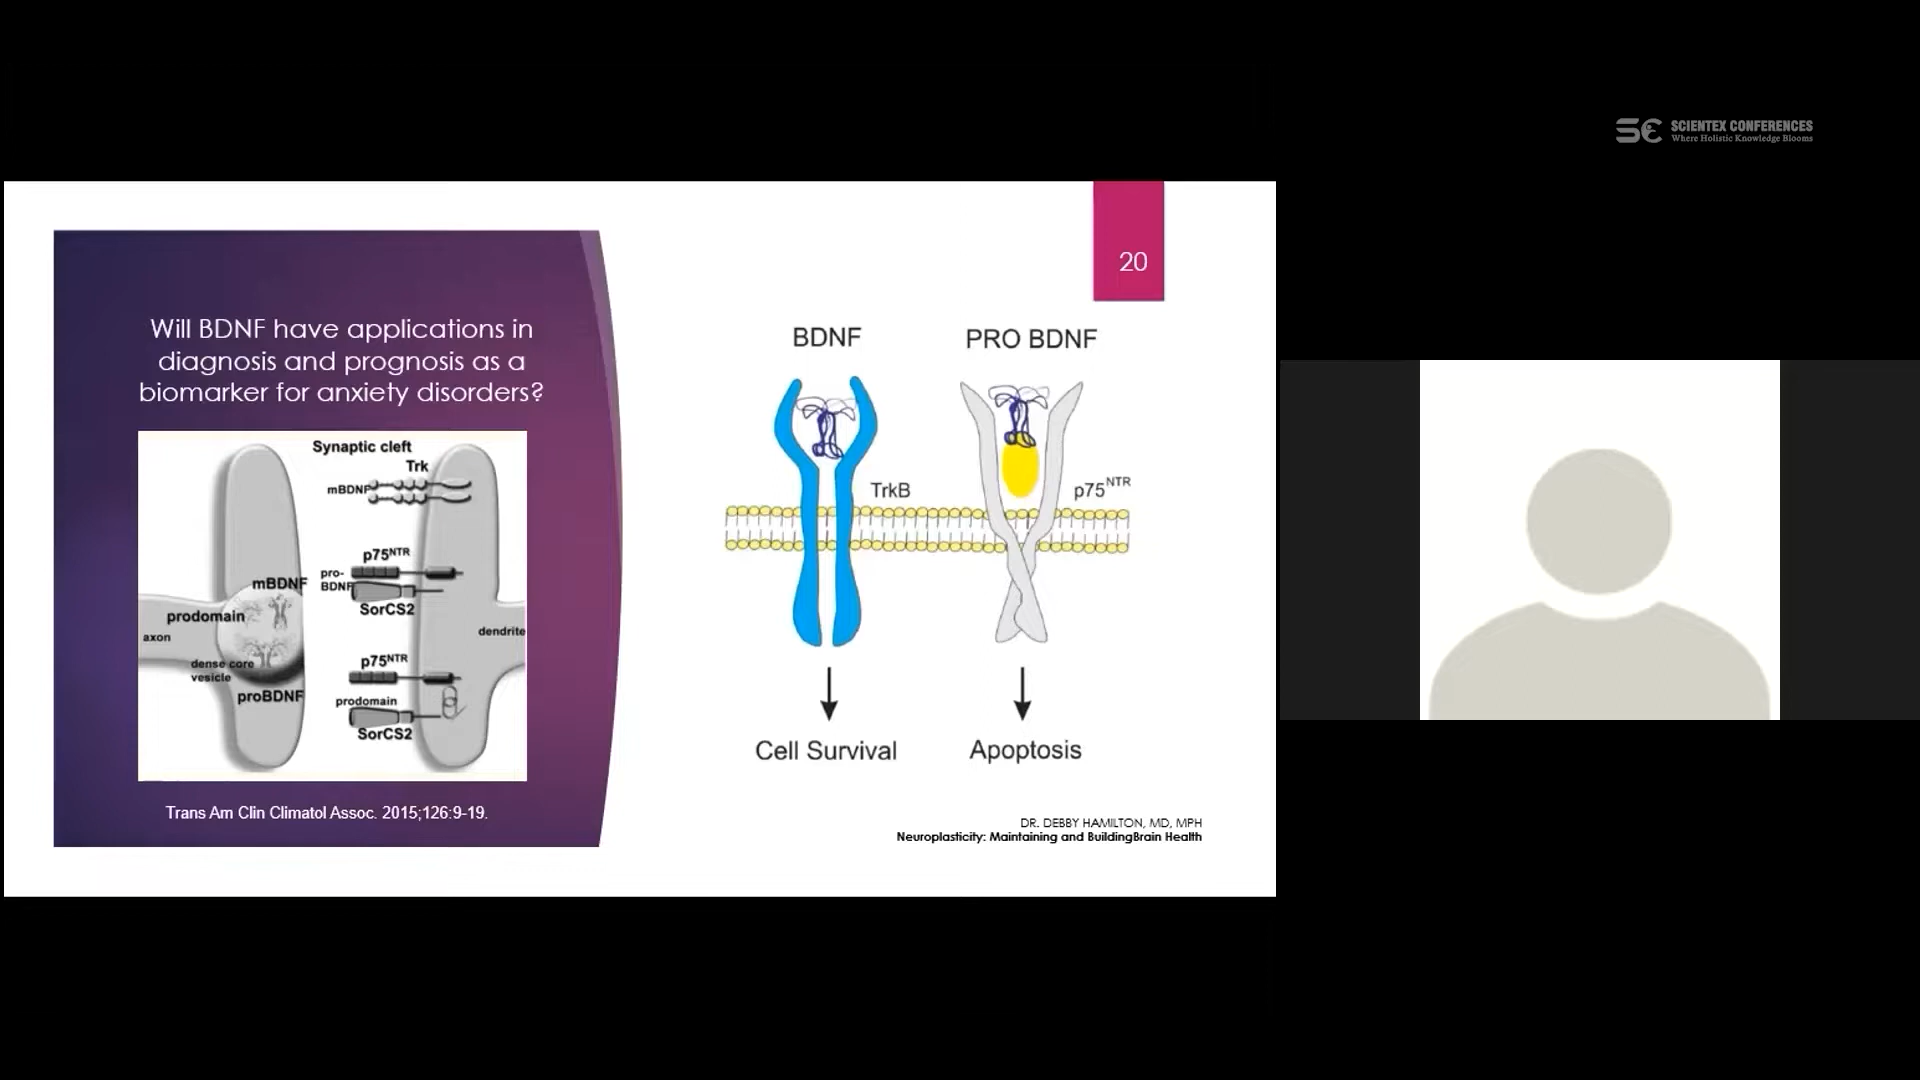 SCIENTEX CONFERENCES
Where Holistic Knowledge Blooms
20
Will BDNF have applications in
diagnosis and prognosis as a
biomarker for anxiety disorders?
Synaptic cleft
Trk
mBDNF
p75NTR
pro-
BDNF
SorCS2
mBDNF
prodomain
axon
dense core
vesicle
proBDNF
dendrite
p75NTR
prodomain
SorCS2
Trans Am Clin Climatol Assoc. 2015;126:9-19.
BDNF
PRO BDNF
TrkB
p75NTR
Cell Survival
Apoptosis
DR. DEBBY HAMILTON, MD, MPH
Neuroplasticity: Maintaining and BuildingBrain Health